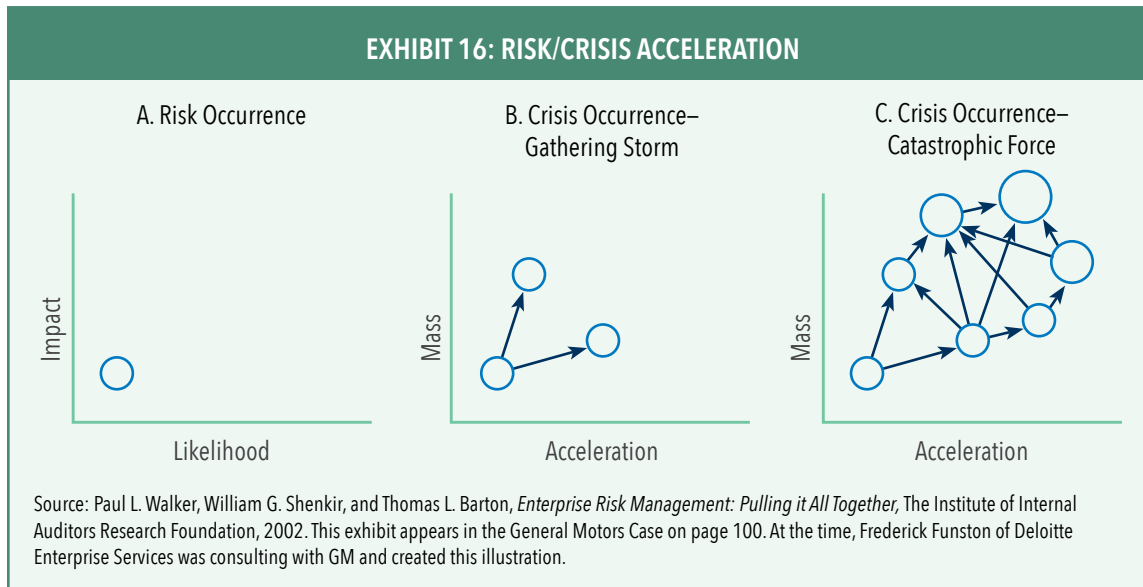 EXHIBIT 16: RISK/CRISIS ACCELERATION
A. Risk Occurrence
Impact
Likelihood
B. Crisis Occurrence–
Gathering Storm
Mass
Acceleration
C. Crisis Occurrence–
Catastrophic Force
Mass
Acceleration
Source: Paul L. Walker, William G. Shenkir, and Thomas L. Barton, Enterprise Risk Management: Pulling it All Together, The Institute of Internal
Auditors Research Foundation, 2002. This exhibit appears in the General Motors Case on page 100. At the time, Frederick Funston of Deloitte
Enterprise Services was consulting with GM and created this illustration.